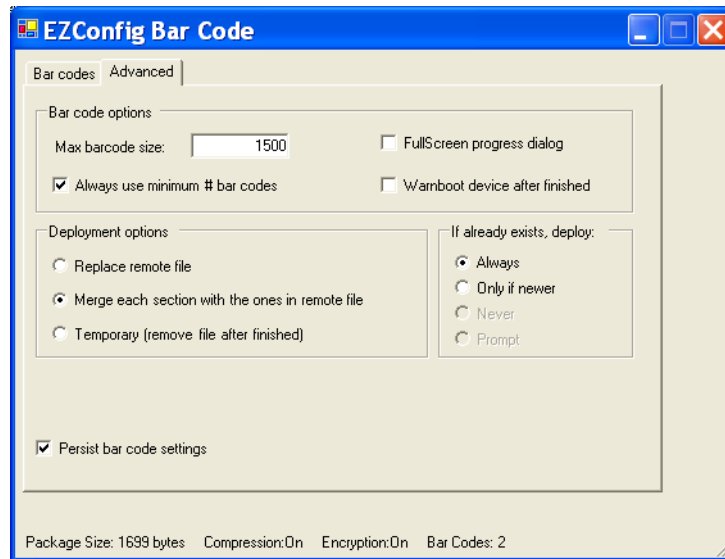 EZConfig Bar Code
Bar codes Advanced
Bar code options
Max barcode size: 1500
FullScreen progress dialog
Always use minimum # bar codes
Warmboot device after finished
Deployment options
Replace remote file
Merge each section with the ones in remote file
Temporary (remove file after finished)
If already exists, deploy:
Always
Only if newer
Never
Prompt
Persist bar code settings
Package Size: 1699 bytes Compression:On Encryption:On Bar Codes: 2